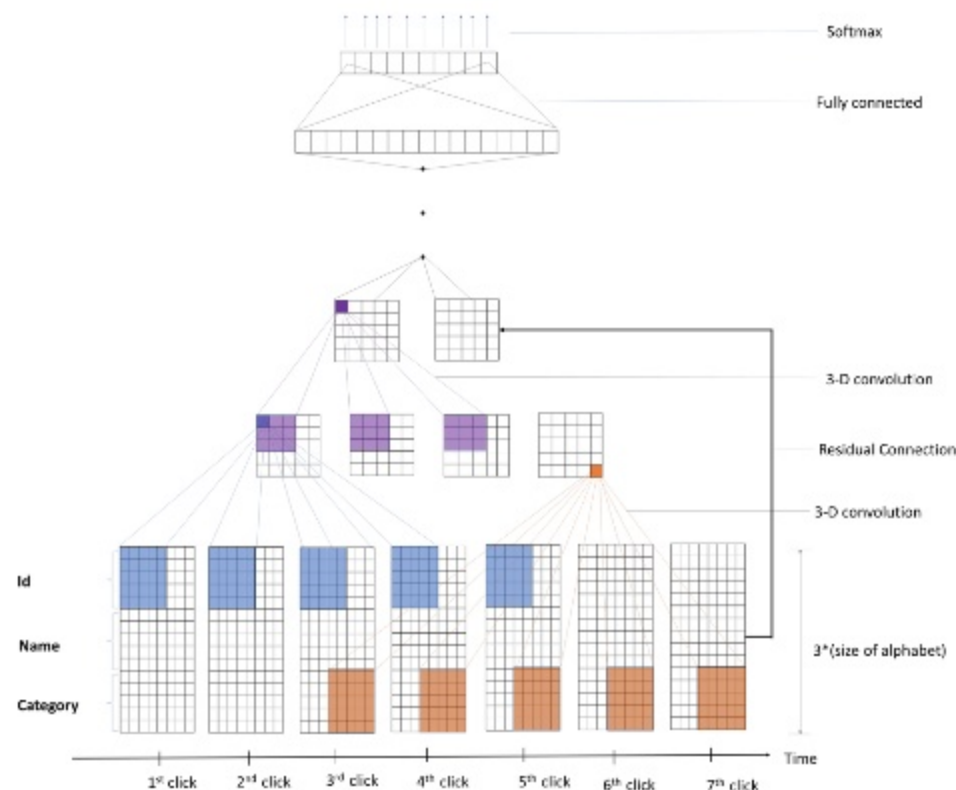 Softmax
Fully connected
3-D convolution
Residual Connection
3-D convolution
Id
Name
3*(size of alphabet)
Category
Time
1st click 2nd click 3rd click 4th click 5th click 6th click 7th click